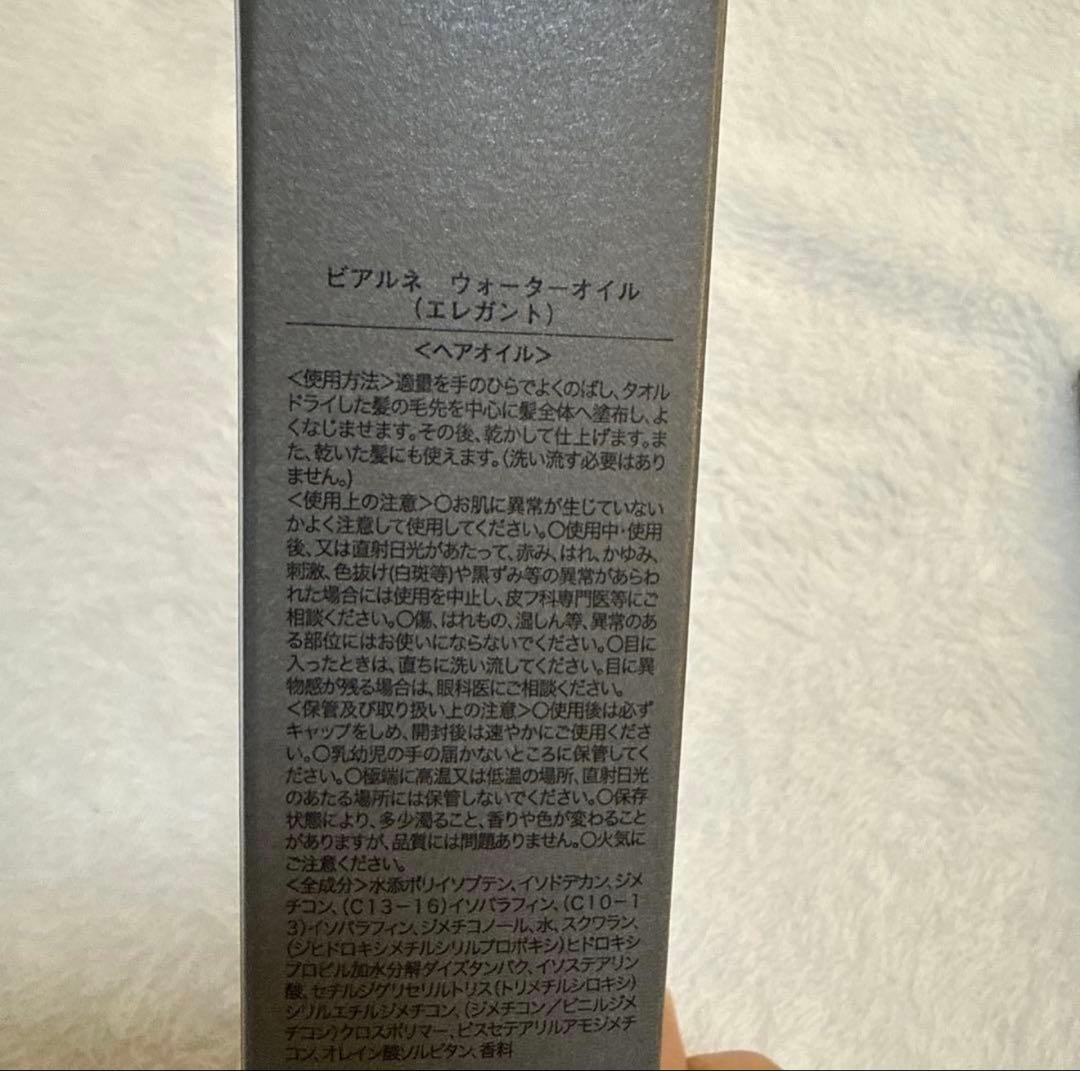 ビアルネ　ウォーターオイル
(エレガント)
＜ヘアオイル＞
＜使用方法＞適量を手のひらでよくのばし、タオル
ドライした髪の毛先を中心に髪全体へ塗布し、よ
くなじませます。その後、乾かして仕上げます。ま
た、乾いた髪にも使えます。(洗い流す必要はあり
ません。)
＜使用上の注意＞○お肌に異常が生じていない
かよく注意して使用してください。○使用中・使用
後、又は直射日光があたって、赤み、はれ、かゆみ、
刺激、色抜け(白斑等)や黒ずみ等の異常があらわ
れた場合には使用を中止し、皮フ科専門医等にご
相談ください。○傷、はれもの、湿しん等、異常のあ
る部位にはお使いにならないでください。○目に
入ったときは、直ちに洗い流してください。目に異
物感が残る場合は、眼科医にご相談ください。
＜保管及び取り扱い上の注意＞○使用後は必ず
キャップをしめ、開封後は速やかにご使用くださ
い。○乳幼児の手の届かないところに保管してく
ださい。○極端に高温又は低温の場所、直射日光
のあたる場所には保管しないでください。○保存
状態により、多少濁ること、香りや色が変わること
がありますが、品質には問題ありません。○火気に
ご注意ください。
＜全成分＞水添ポリイソブテン、イソドデカン、ジメ
チコン、(C13－16)イソパラフィン、(C10－1
3)イソパラフィン、ジメチコノール、水、スクワラン、
(ジヒドロキシメチルシリルプロポキシ)ヒドロキシ
プロピル加水分解ダイズタンパク、イソステアリン
酸、セチルジグリセリルトリス(トリメチルシロキシ)
シリルエチルジメチコン、(ジメチコン／ビニルジメ
チコン)クロスポリマー、ビスセテアリルアモジメチ
コン、オレイン酸ソルビタン、香料